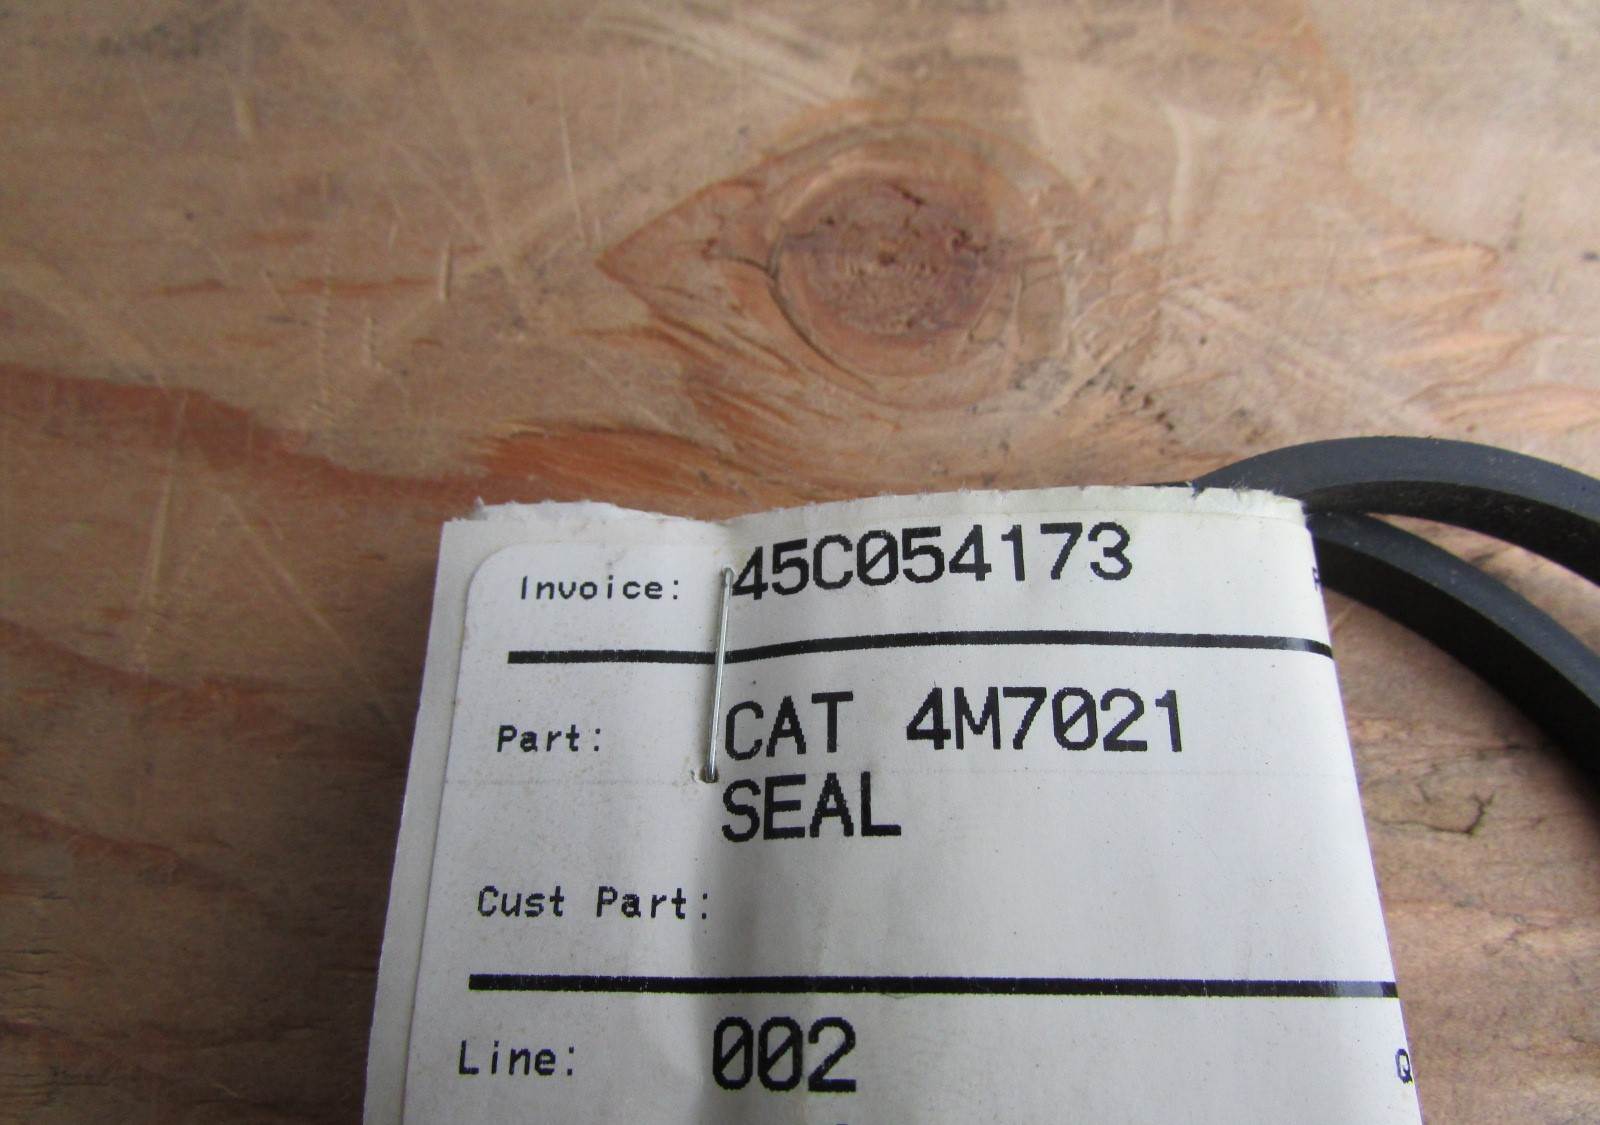 Invoice: 45C054173
Part: CAT 4M7021
SEAL
Cust Part:
Line: 002
Q